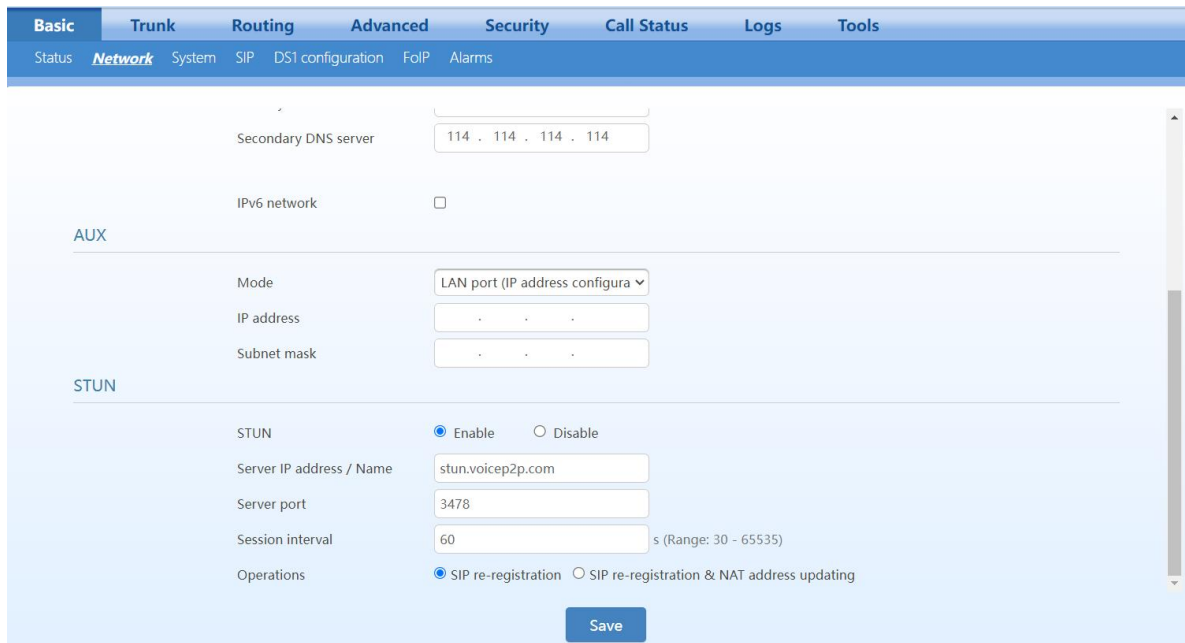 Basic Trunk Routing Advanced Security Call Status Logs Tools
Status Network System SIP DS1 configuration FoIP Alarms
Secondary DNS server 114 . 114 . 114 . 114
IPv6 network
AUX
Mode LAN port (IP address configura
IP address . . .
Subnet mask . . .
STUN
STUN Enable Disable
Server IP address / Name stun.voicep2p.com
Server port 3478
Session interval 60 s (Range: 30 - 65535)
Operations SIP re-registration SIP re-registration & NAT address updating
Save